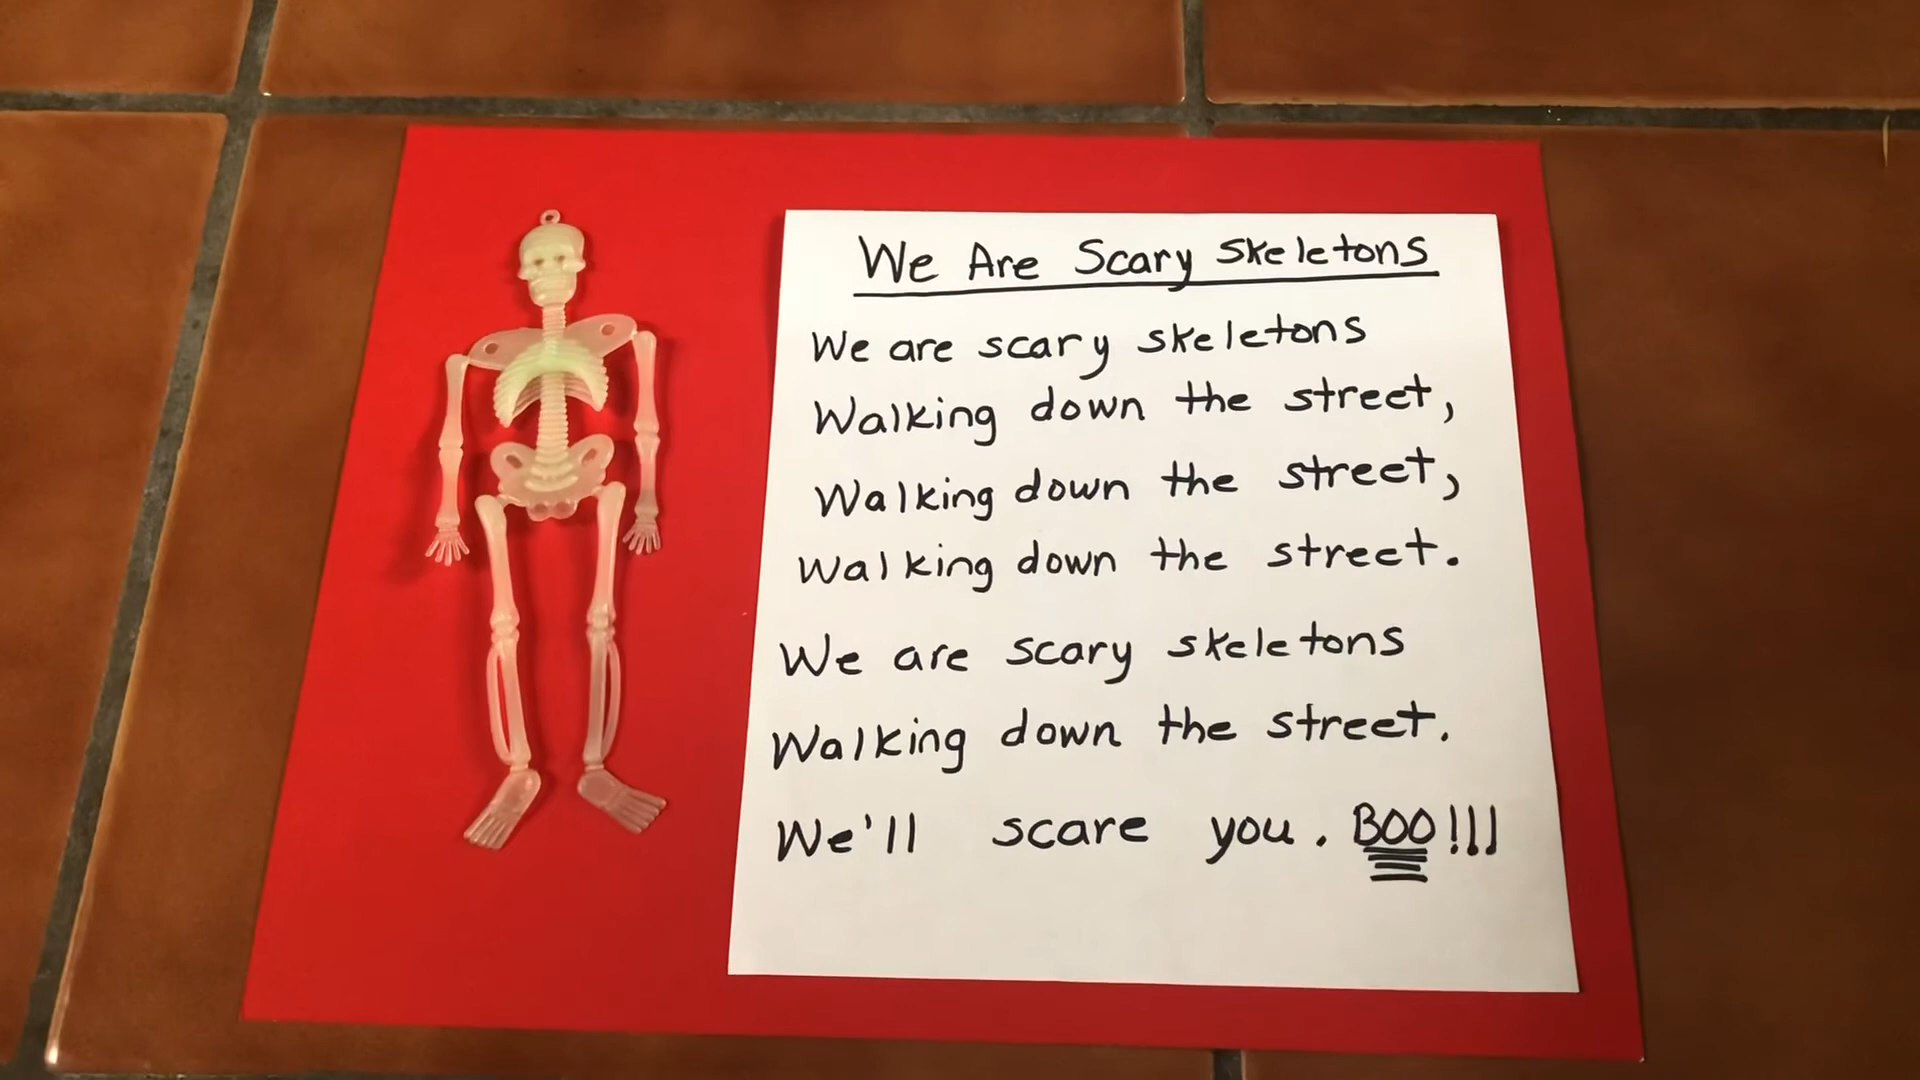 We Are Scary Skeletons
We are scary skeletons
Walking down the street,
Walking down the street,
Walking down the street.
We are scary skeletons
Walking down the street.
We'll scare you. BOO!!!